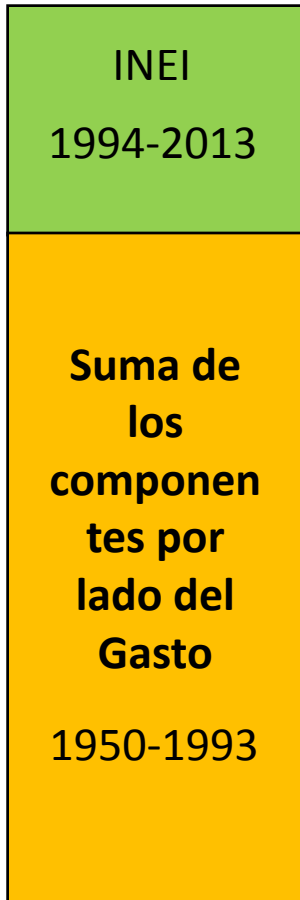 INEI
1994-2013
Suma de
los
componen
tes por
lado del
Gasto
1950-1993